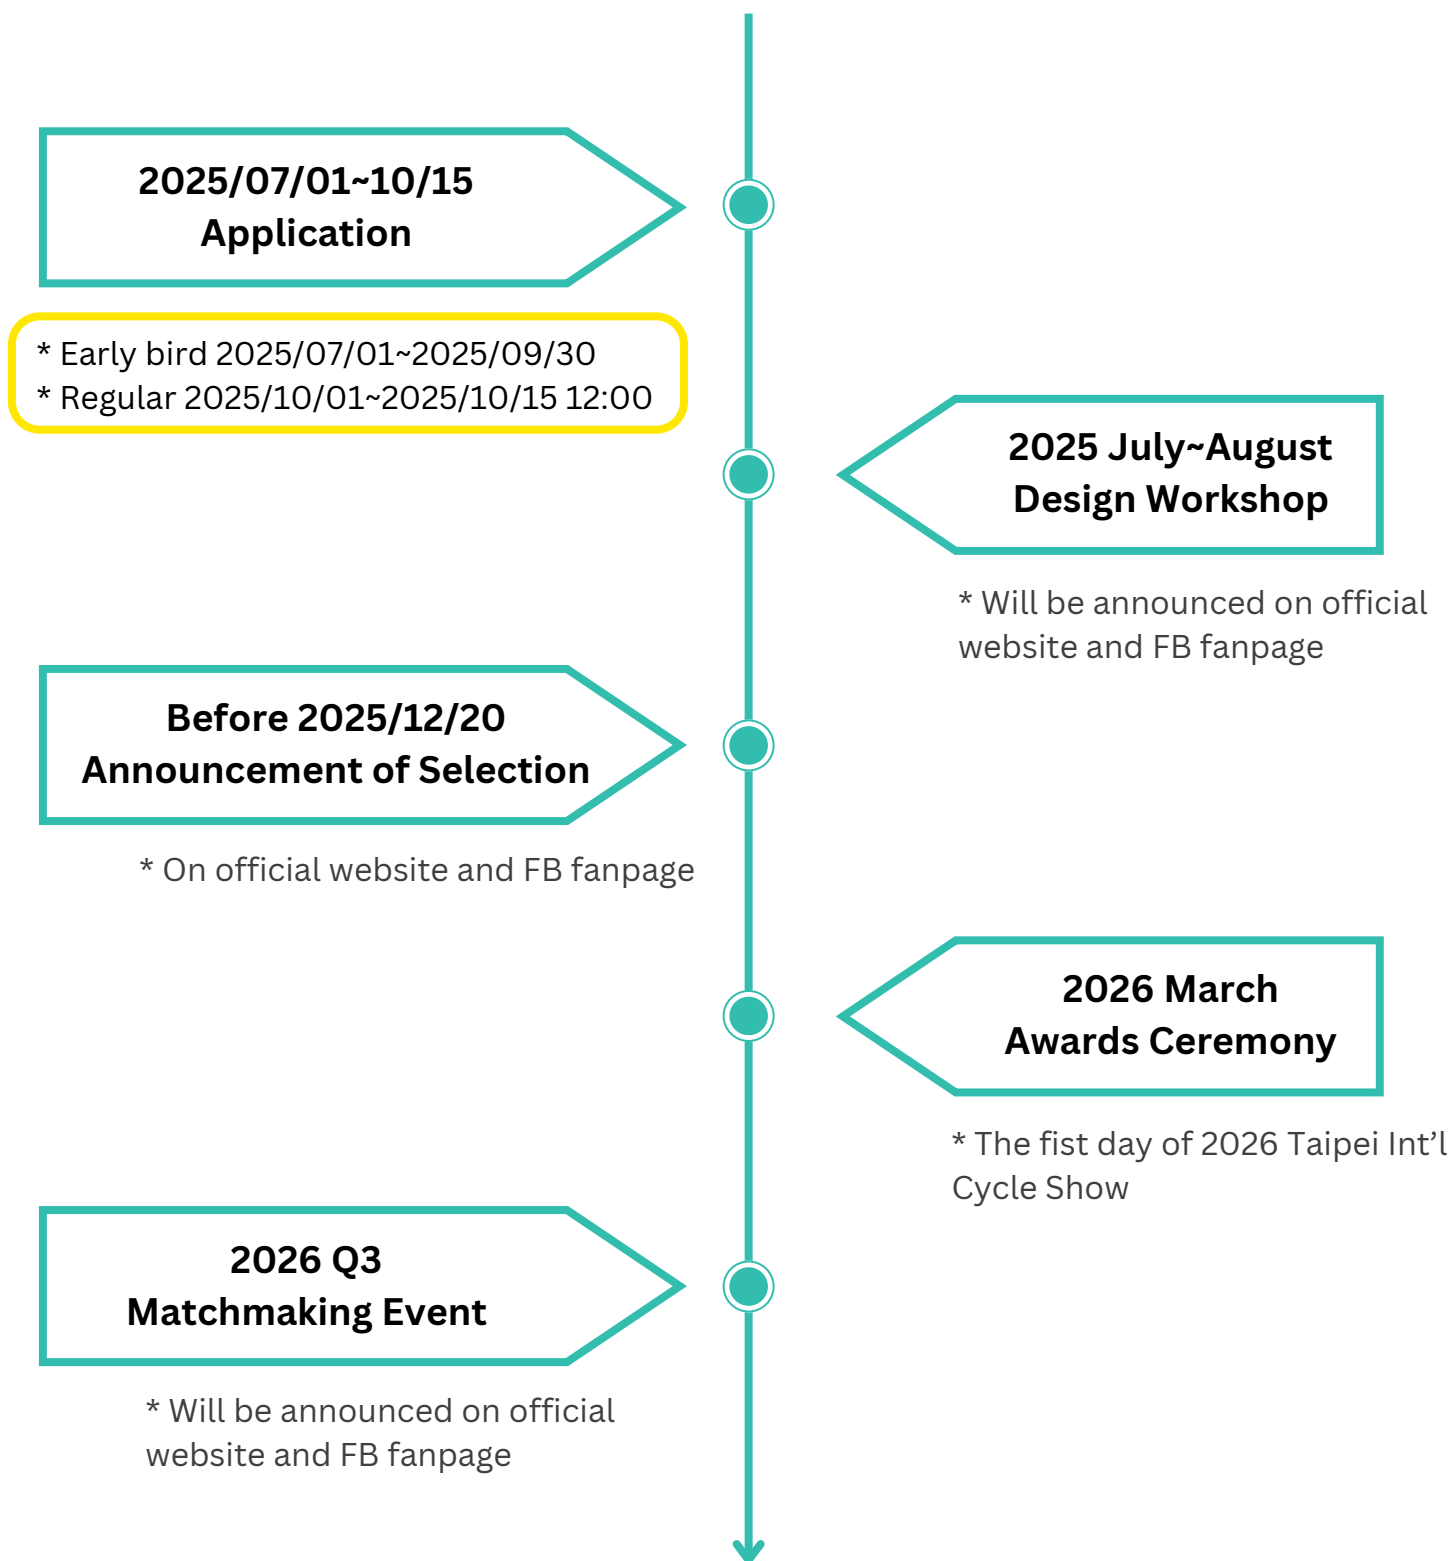 2025/07/01~10/15
Application
* Early bird 2025/07/01~2025/09/30
* Regular 2025/10/01~2025/10/15 12:00
2025 July~August
Design Workshop
* Will be announced on official
website and FB fanpage
Before 2025/12/20
Announcement of Selection
* On official website and FB fanpage
2026 March
Awards Ceremony
* The fist day of 2026 Taipei Int’l
Cycle Show
2026 Q3
Matchmaking Event
* Will be announced on official
website and FB fanpage